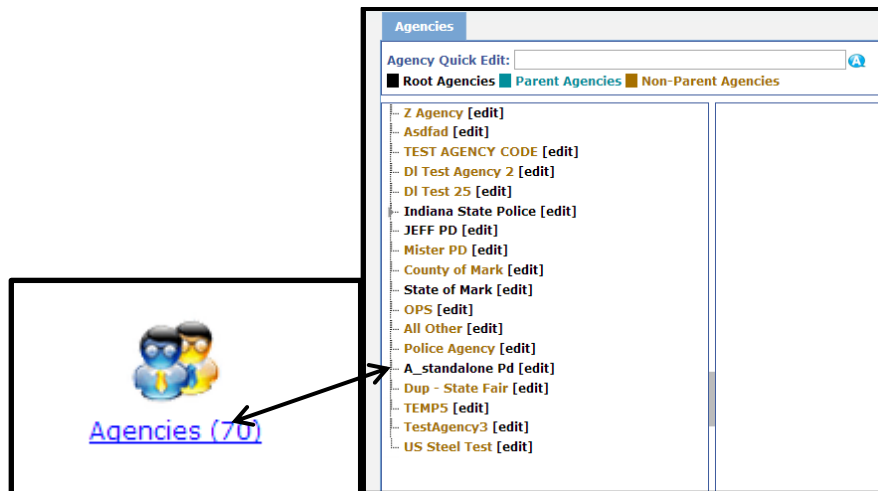 Agencies
Agency Quick Edit:
A
Root Agencies Parent Agencies Non-Parent Agencies
Z Agency [edit]
Asdfad [edit]
TEST AGENCY CODE [edit]
Dl Test Agency 2 [edit]
Dl Test 25 [edit]
Indiana State Police [edit]
JEFF PD [edit]
Mister PD [edit]
County of Mark [edit]
State of Mark [edit]
OPS [edit]
All Other [edit]
Police Agency [edit]
A_standalone Pd [edit]
Dup - State Fair [edit]
TEMP5 [edit]
TestAgency3 [edit]
US Steel Test [edit]
Agencies (70)